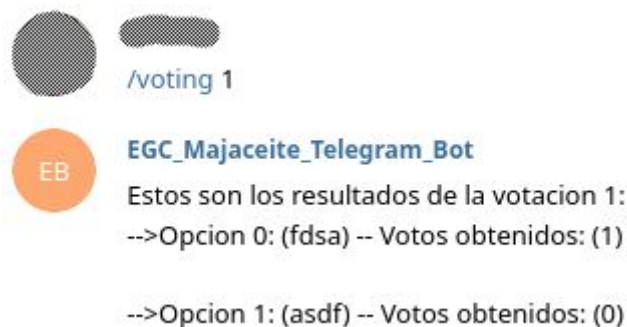 /voting 1
EB
EGC_Majaceite_Telegram_Bot
Estos son los resultados de la votacion 1:
-->Opcion 0: (fdsa) -- Votos obtenidos: (1)
-->Opcion 1: (asdf) -- Votos obtenidos: (0)